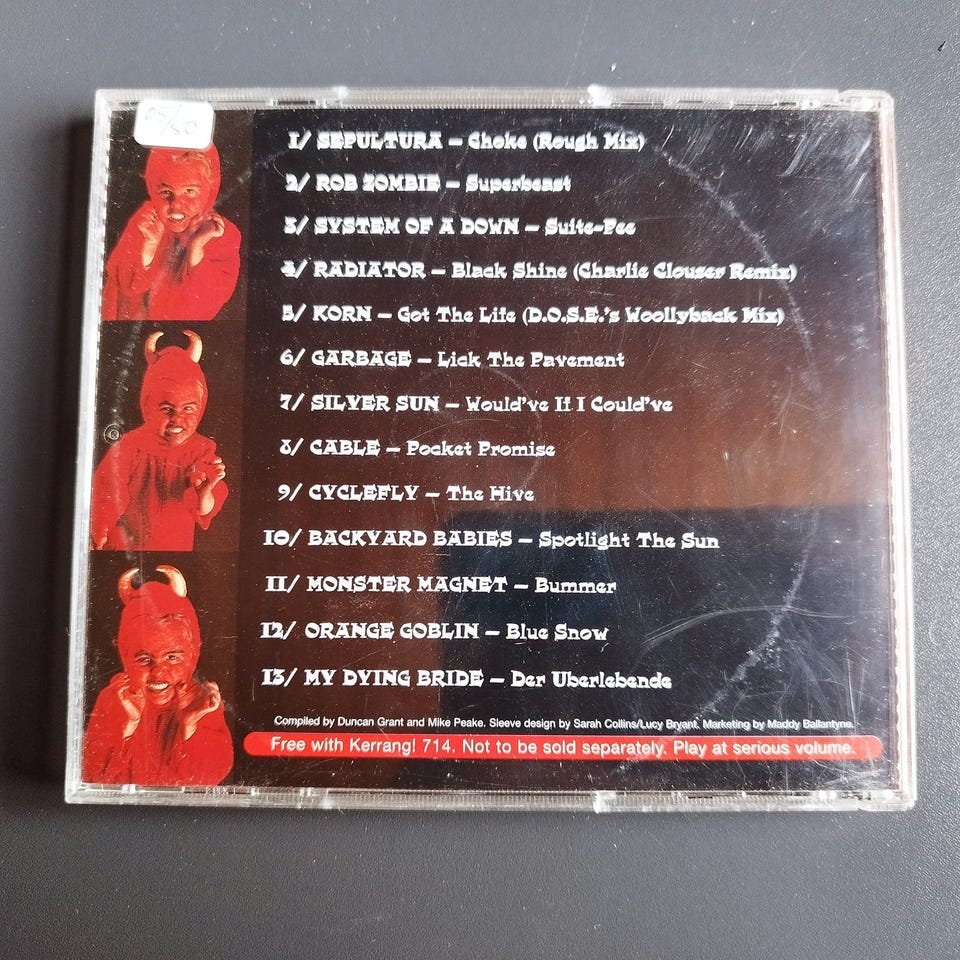 05/50
1/ SEPULTURA – Choke (Rough Mix)
2/ ROB ZOMBIE – Superbeast
3/ SYSTEM OF A DOWN – Suite-Pee
4/ RADIATOR – Black Shine (Charlie Clouser Remix)
5/ KORN – Got The Life (D.O.S.E.'s Woollyback Mix)
6/ GARBAGE – Lick The Pavement
7/ SILVER SUN – Would've If I Could've
8/ CABLE – Pocket Promise
9/ CYCLEFLY – The Hive
10/ BACKYARD BABIES – Spotlight The Sun
11/ MONSTER MAGNET – Bummer
12/ ORANGE GOBLIN – Blue Snow
13/ MY DYING BRIDE – Der Uberlebende
Compiled by Duncan Grant and Mike Peake. Sleeve design by Sarah Collins/Lucy Bryant. Marketing by Maddy Ballantyne.
Free with Kerrang! 714. Not to be sold separately. Play at serious volume.